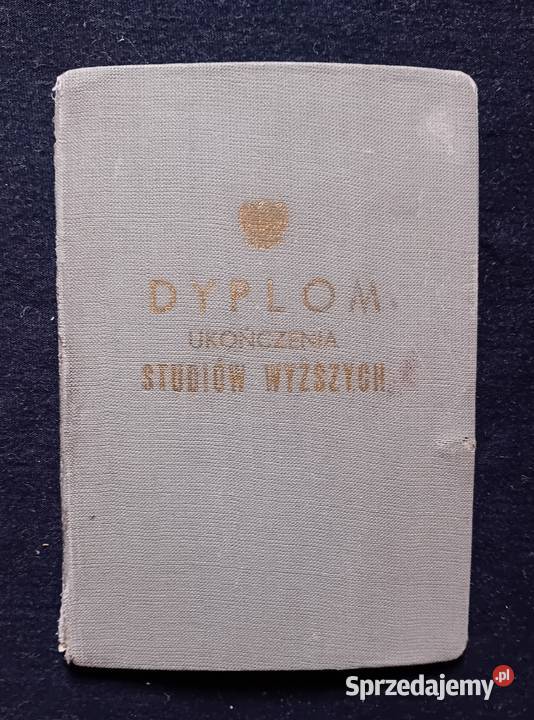 DYPLOM
UKOŃCZENIA
STUDIÓW WYŻSZYCH
Sprzedajemy.pl